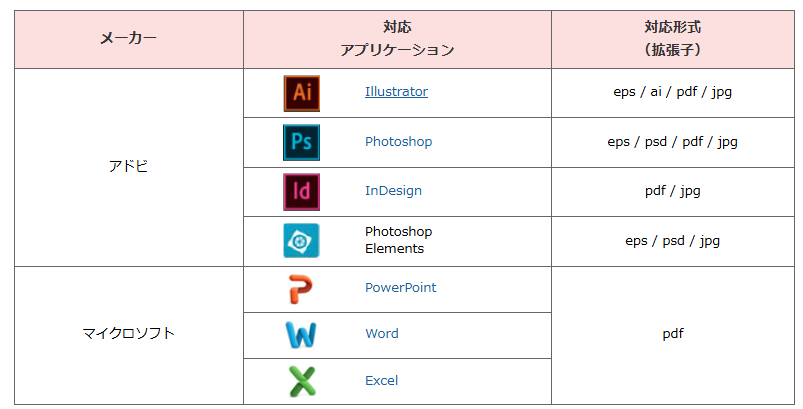 メーカー
対応
アプリケーション
対応形式
（拡張子）
アドビ
Ai
Illustrator
eps / ai / pdf / jpg
Ps
Photoshop
eps / psd / pdf / jpg
Id
InDesign
pdf / jpg
Photoshop
Elements
eps / psd / jpg
マイクロソフト
P
PowerPoint
pdf
W
Word
X
Excel